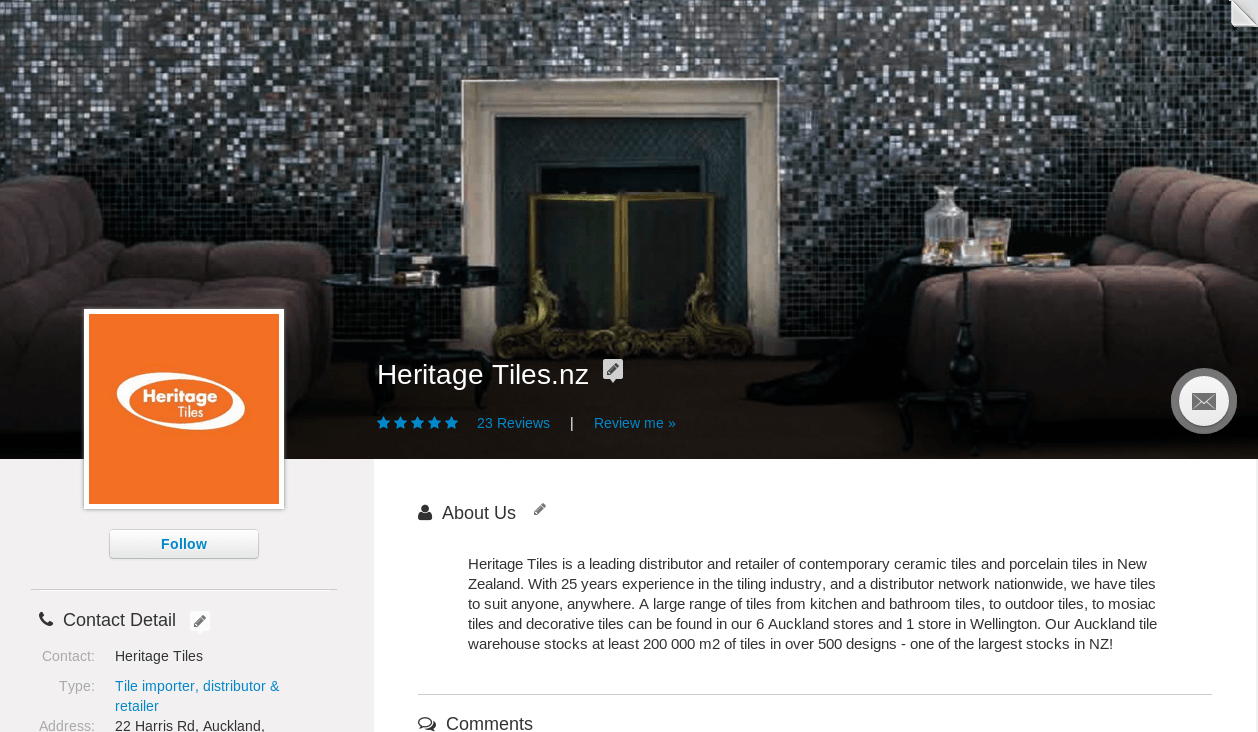 Heritage Tiles.nz
23 Reviews | Review me »
Heritage
Tiles
Follow
Contact Detail
Contact: Heritage Tiles
Type: Tile importer, distributor &
retailer
Address: 22 Harris Rd, Auckland,
About Us
Heritage Tiles is a leading distributor and retailer of contemporary ceramic tiles and porcelain tiles in New
Zealand. With 25 years experience in the tiling industry, and a distributor network nationwide, we have tiles
to suit anyone, anywhere. A large range of tiles from kitchen and bathroom tiles, to outdoor tiles, to mosiac
tiles and decorative tiles can be found in our 6 Auckland stores and 1 store in Wellington. Our Auckland tile
warehouse stocks at least 200 000 m2 of tiles in over 500 designs - one of the largest stocks in NZ!
Comments